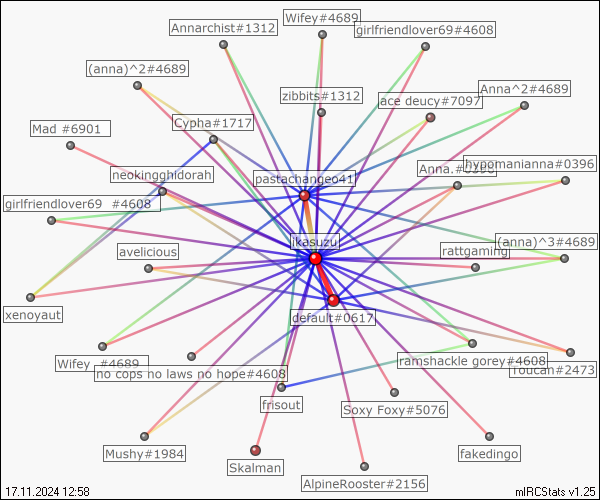 Wifey#4689
Annarchist#1312
girlfriendlover69#4608
(anna)^2#4689
Anna^2#4689
zibbits#1312
ace deucy#7097
Mad #6901
Cypha#1717
hypomanianna#0396
Anna.#0396
neokingghidorah
pastachangeo41
girlfriendlover69 #4608
jkasuzu
(anna)^3#4689
avelicious
rattgaming
xenoyaut
default#0617
Wifey #4689
ramshackle gorey#4608
Toucan#2473
no cops no laws no hope#4608
frisout
Soxy Foxy#5076
Mushy#1984
fakedingo
Skalman
AlpineRooster#2156
17.11.2024 12:58
mIRCStats v1.25